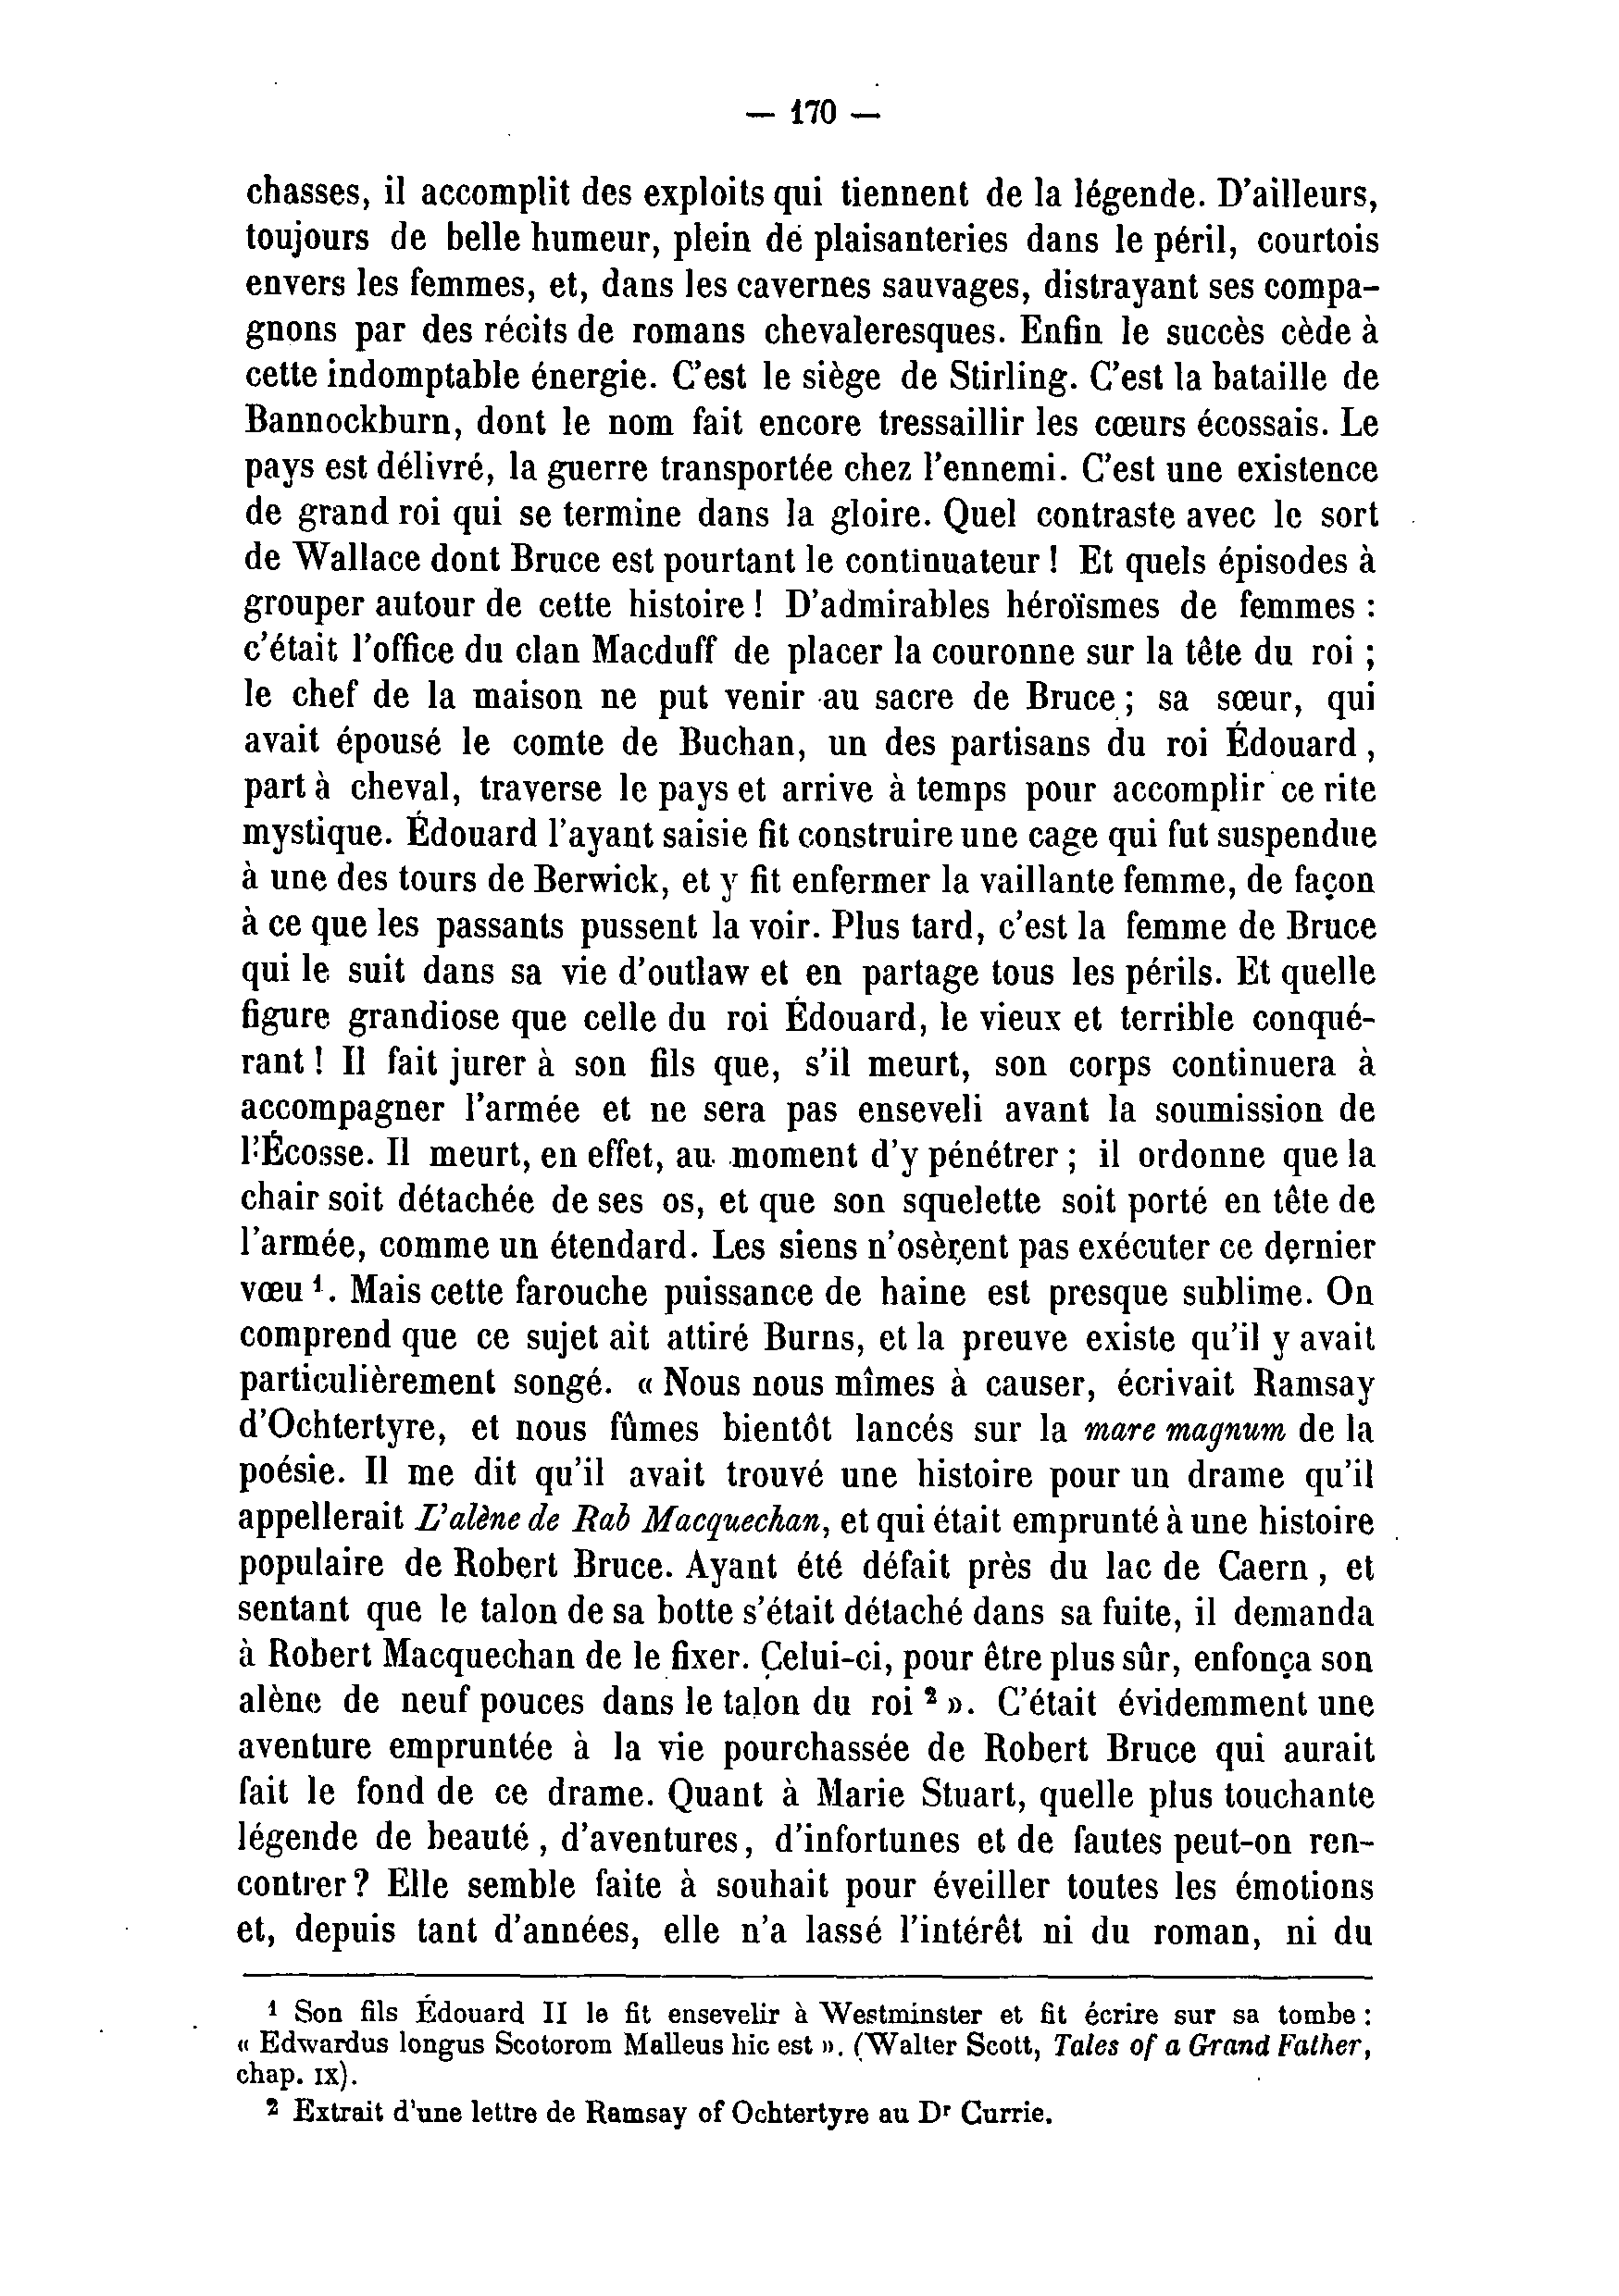 — 170 —
chasses, il accomplit des exploits qui tiennent de la légende. D'ailleurs,
toujours de belle humeur, plein de plaisanteries dans le péril, courtois
envers les femmes, et, dans les cavernes sauvages, distrayant ses compa-
gnons par des récits de romans chevaleresques. Enfin le succès cède à
cette indomptable énergie. C'est le siège de Stirling. C'est la bataille de
Bannockburn, dont le nom fait encore tressaillir les cœurs écossais. Le
pays est délivré, la guerre transportée chez l'ennemi. C'est une existence
de grand roi qui se termine dans la gloire. Quel contraste avec le sort
de Wallace dont Bruce est pourtant le continuateur ! Et quels épisodes à
grouper autour de cette histoire ! D'admirables héroïsmes de femmes :
c'était l'office du clan Macduff de placer la couronne sur la tête du roi ;
le chef de la maison ne put venir au sacre de Bruce ; sa sœur, qui
avait épousé le comte de Buchan, un des partisans du roi Édouard,
part à cheval, traverse le pays et arrive à temps pour accomplir ce rite
mystique. Édouard l'ayant saisie fit construire une cage qui fut suspendue
à une des tours de Berwick, et y fit enfermer la vaillante femme, de façon
à ce que les passants pussent la voir. Plus tard, c'est la femme de Bruce
qui le suit dans sa vie d'outlaw et en partage tous les périls. Et quelle
figure grandiose que celle du roi Édouard, le vieux et terrible conqué-
rant ! Il fait jurer à son fils que, s'il meurt, son corps continuera à
accompagner l'armée et ne sera pas enseveli avant la soumission de
l'Écosse. Il meurt, en effet, au moment d'y pénétrer ; il ordonne que la
chair soit détachée de ses os, et que son squelette soit porté en tête de
l'armée, comme un étendard. Les siens n'osèrent pas exécuter ce dernier
vœu ¹. Mais cette farouche puissance de haine est presque sublime. On
comprend que ce sujet ait attiré Burns, et la preuve existe qu'il y avait
particulièrement songé. « Nous nous mîmes à causer, écrivait Ramsay
d'Ochtertyre, et nous fûmes bientôt lancés sur la mare magnum de la
poésie. Il me dit qu'il avait trouvé une histoire pour un drame qu'il
appellerait L'alène de Rab Macquechan, et qui était emprunté à une histoire
populaire de Robert Bruce. Ayant été défait près du lac de Caern, et
sentant que le talon de sa botte s'était détaché dans sa fuite, il demanda
à Robert Macquechan de le fixer. Celui-ci, pour être plus sûr, enfonça son
alène de neuf pouces dans le talon du roi ² ». C'était évidemment une
aventure empruntée à la vie pourchassée de Robert Bruce qui aurait
fait le fond de ce drame. Quant à Marie Stuart, quelle plus touchante
légende de beauté, d'aventures, d'infortunes et de fautes peut-on ren-
contrer ? Elle semble faite à souhait pour éveiller toutes les émotions
et, depuis tant d'années, elle n'a lassé l'intérêt ni du roman, ni du
¹ Son fils Édouard II le fit ensevelir à Westminster et fit écrire sur sa tombe :
« Edwardus longus Scotorom Malleus hic est ». (Walter Scott, Tales of a Grand Father,
chap. IX).
² Extrait d'une lettre de Ramsay of Ochtertyre au Dʳ Currie.